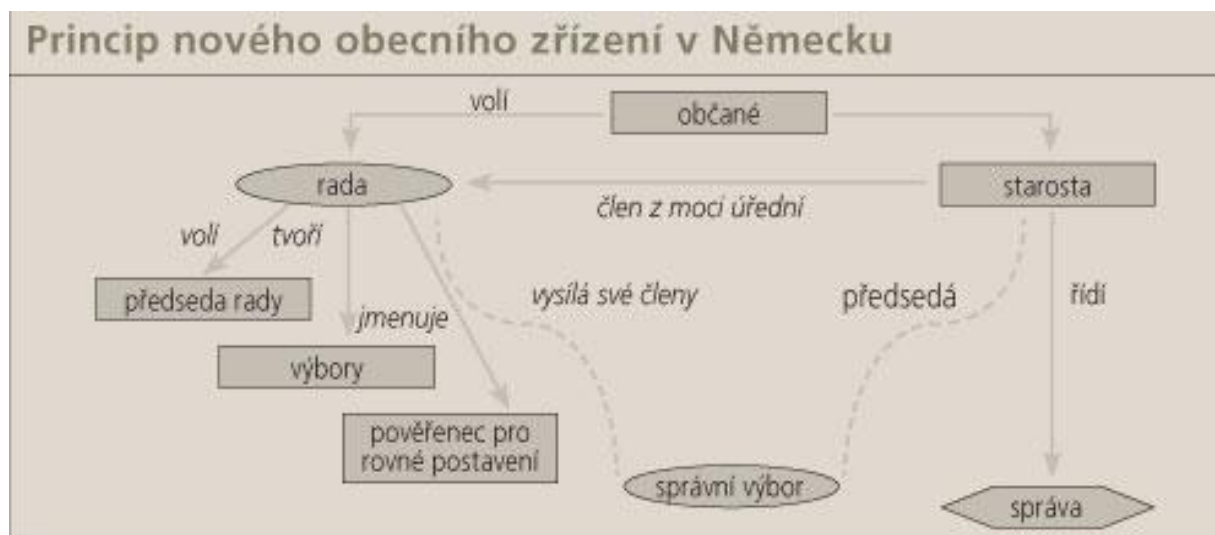 Princip nového obecního zřízení v Německu
volí
občané
rada
starosta
člen z moci úřední
volí
tvoří
předseda rady
vysílá své členy
předsedá
řídí
jmenuje
výbory
pověřenec pro
rovné postavení
správní výbor
správa